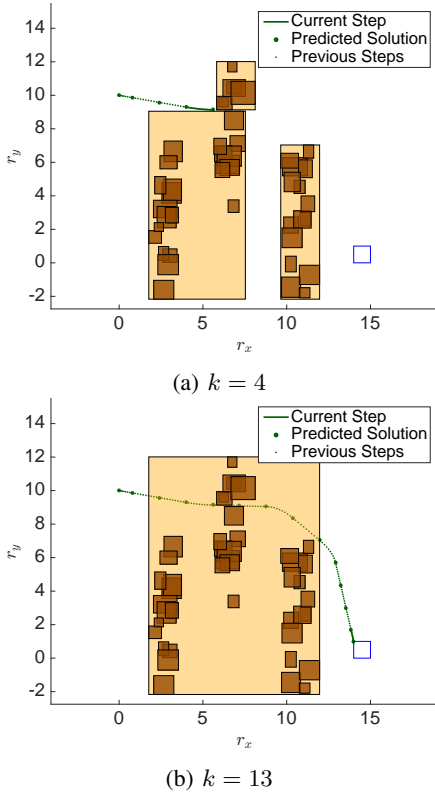 14
12
10
8
6
4
2
0
-2
r_y
Current Step
Predicted Solution
Previous Steps
0
5
10
15
r_x
(a) k = 4
14
12
10
8
6
4
2
0
-2
r_y
Current Step
Predicted Solution
Previous Steps
0
5
10
15
r_x
(b) k = 13